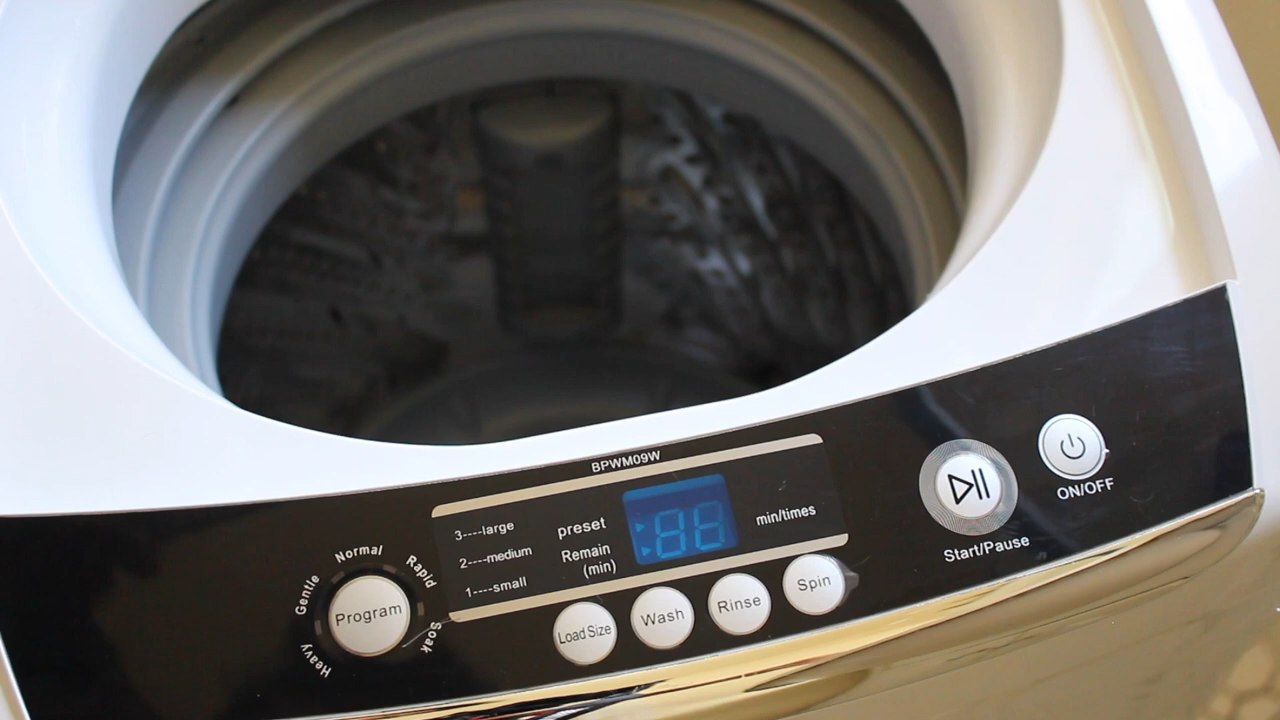 BPWM09W
3----large
2----medium
1----small
preset
Remain
(min)
88
min/times
Heavy
Gentle
Normal
Rapid
Soak
Program
Load Size
Wash
Rinse
Spin
Start/Pause
ON/OFF